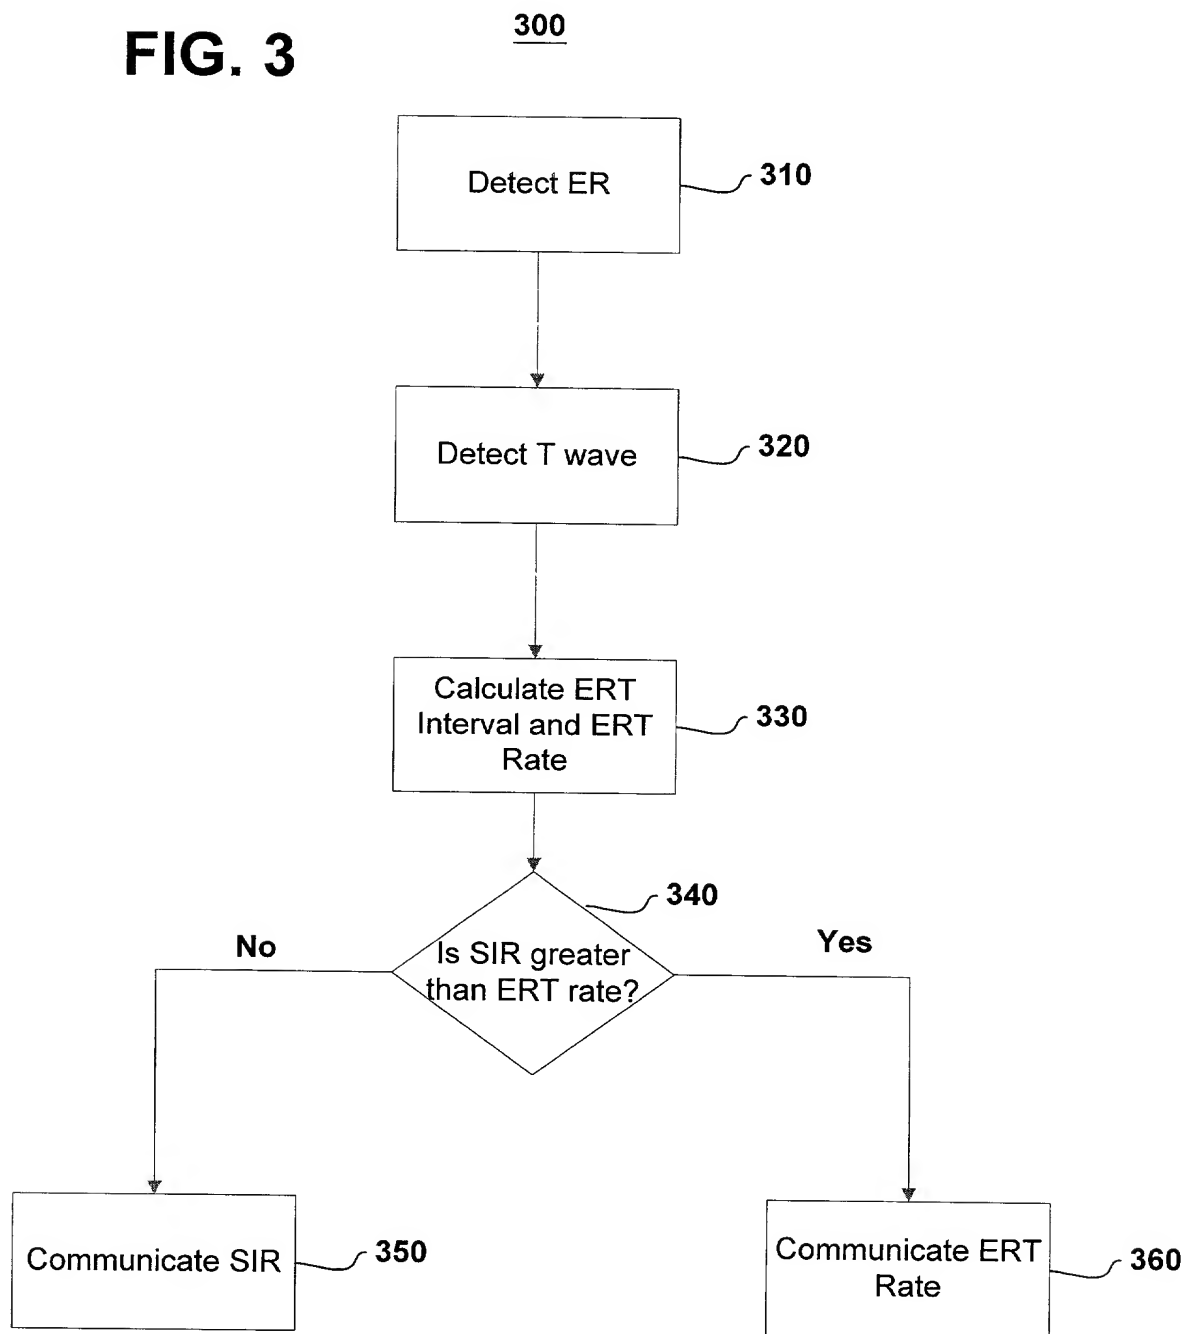 300
FIG. 3
Detect ER
310
Detect T wave
320
Calculate ERT
Interval and ERT
Rate
330
340
Is SIR greater
than ERT rate?
No
Yes
Communicate SIR
350
Communicate ERT
Rate
360